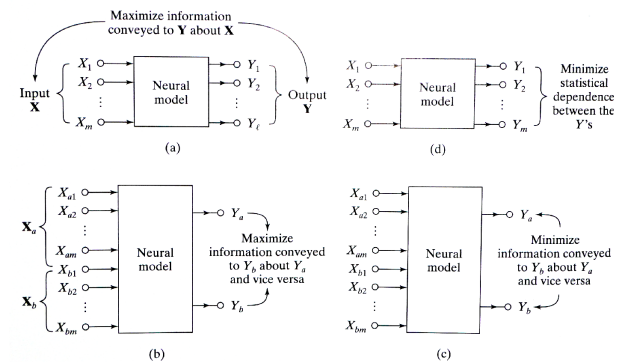 Maximize information
conveyed to Y about X
Input
X
X1
X2
⋮
Xm
Neural
model
Y1
Y2
⋮
Yℓ
Output
Y
(a)
X1
X2
⋮
Xm
Neural
model
Y1
Y2
⋮
Ym
Minimize
statistical
dependence
between the
Y's
(d)
Xa
Xb
Xa1
Xa2
⋮
Xam
Xb1
Xb2
⋮
Xbm
Neural
model
Ya
Maximize
information conveyed
to Yb about Ya
and vice versa
Yb
(b)
Xa1
Xa2
⋮
Xam
Xb1
Xb2
⋮
Xbm
Neural
model
Ya
Minimize
information conveyed
to Yb about Ya
and vice versa
Yb
(c)